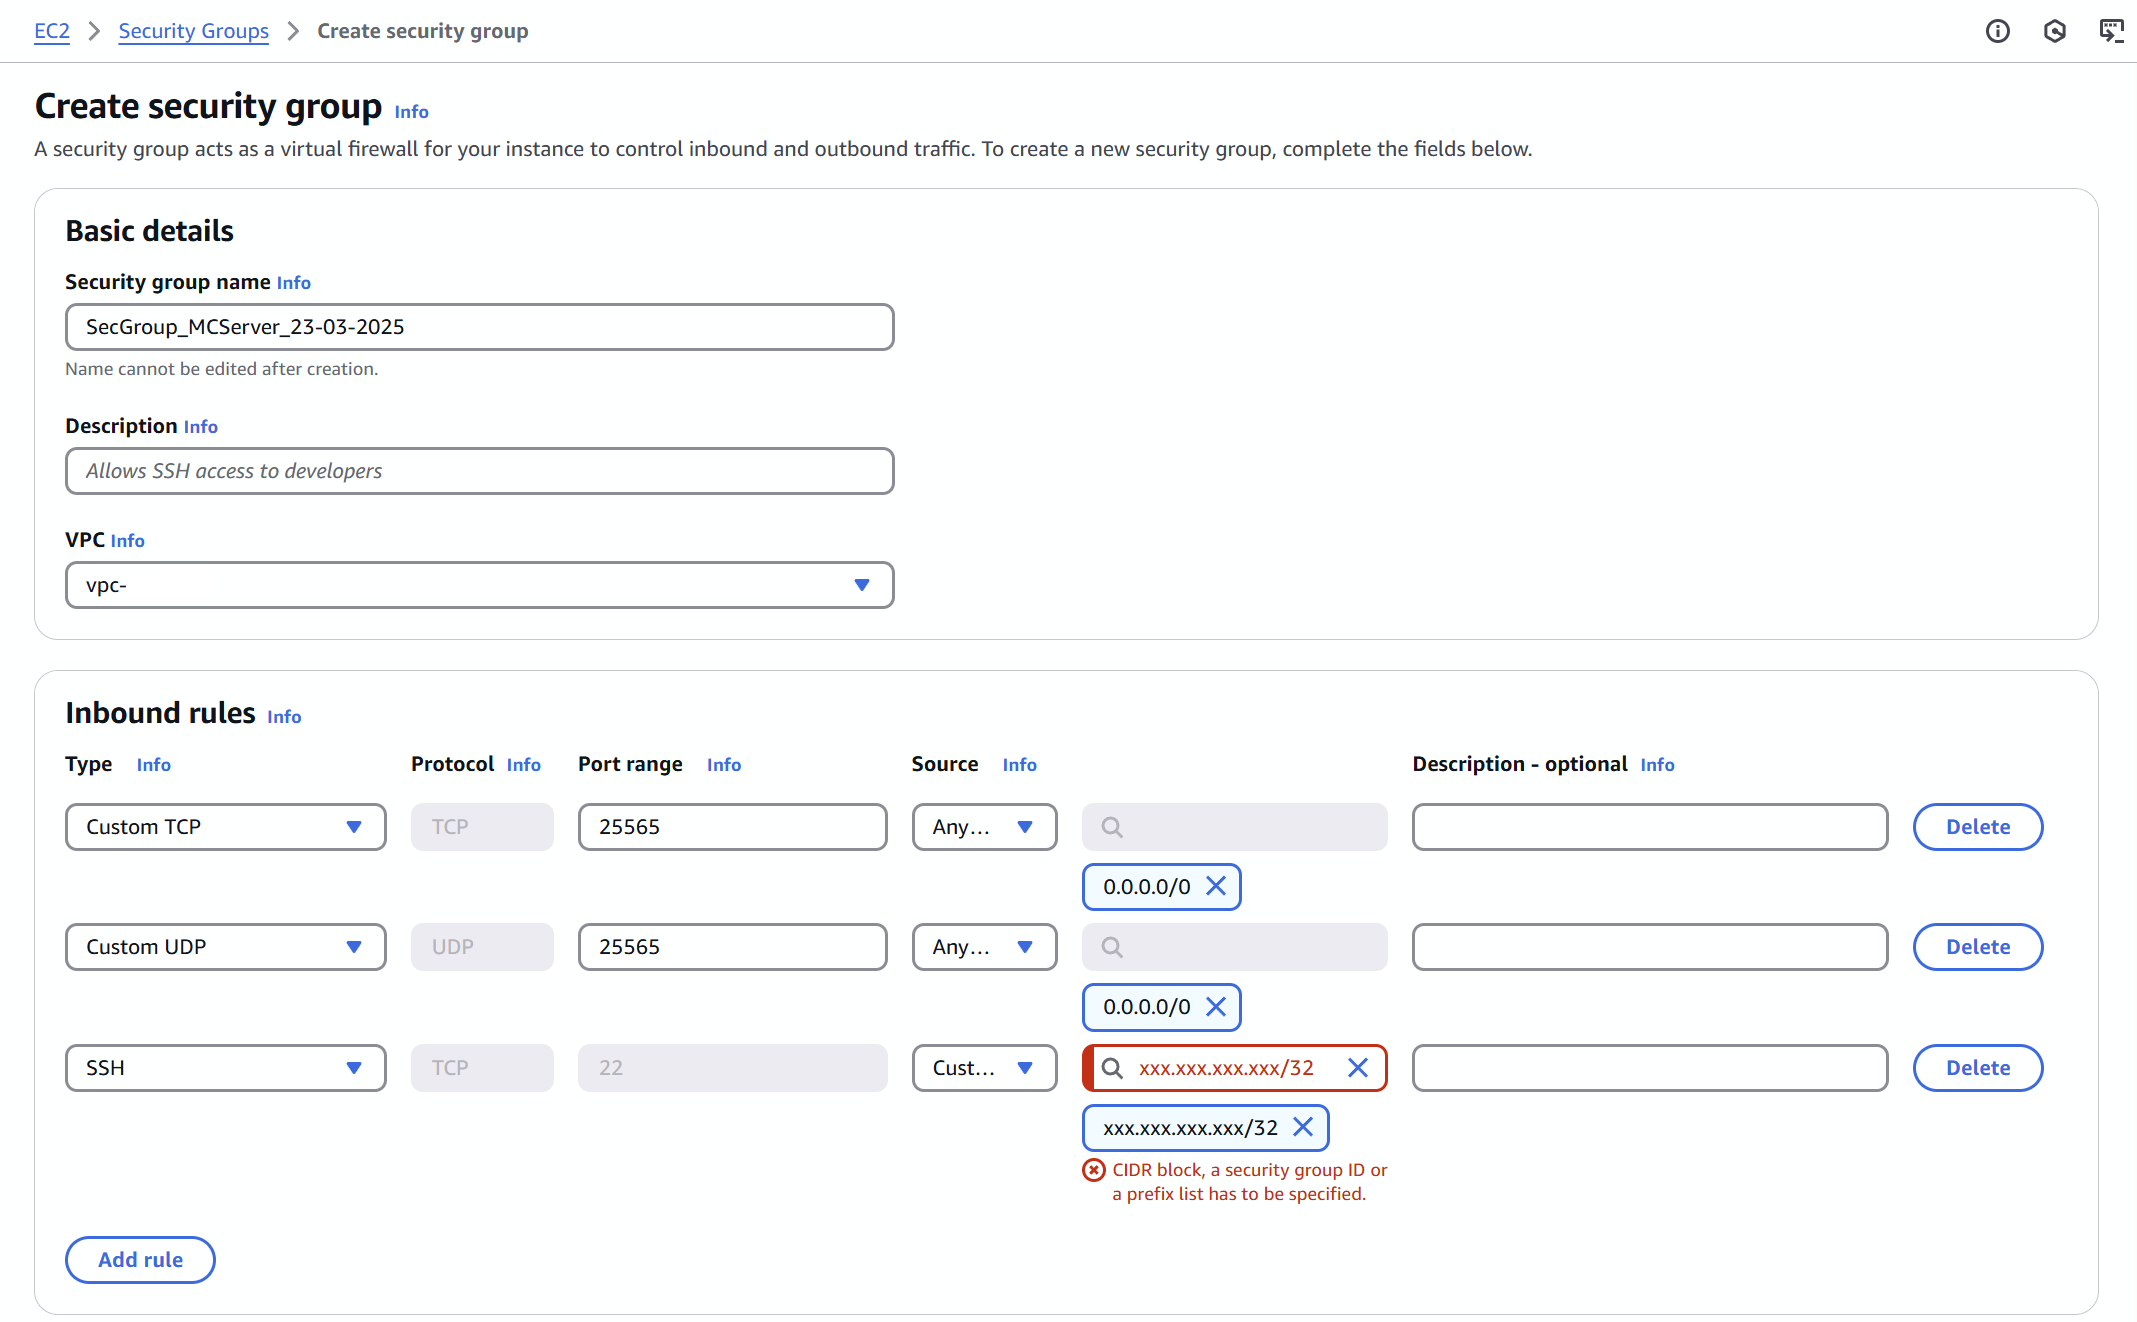 EC2 > Security Groups > Create security group
Create security group Info
A security group acts as a virtual firewall for your instance to control inbound and outbound traffic. To create a new security group, complete the fields below.
Basic details
Security group name Info
SecGroup_MCServer_23-03-2025
Name cannot be edited after creation.
Description Info
Allows SSH access to developers
VPC Info
vpc-
Inbound rules Info
Type Info Protocol Info Port range Info Source Info Description - optional Info
Custom TCP TCP 25565 Any... Delete
0.0.0.0/0
Custom UDP UDP 25565 Any... Delete
0.0.0.0/0
SSH TCP 22 Cust... xxx.xxx.xxx.xxx/32 Delete
xxx.xxx.xxx.xxx/32
CIDR block, a security group ID or
a prefix list has to be specified.
Add rule